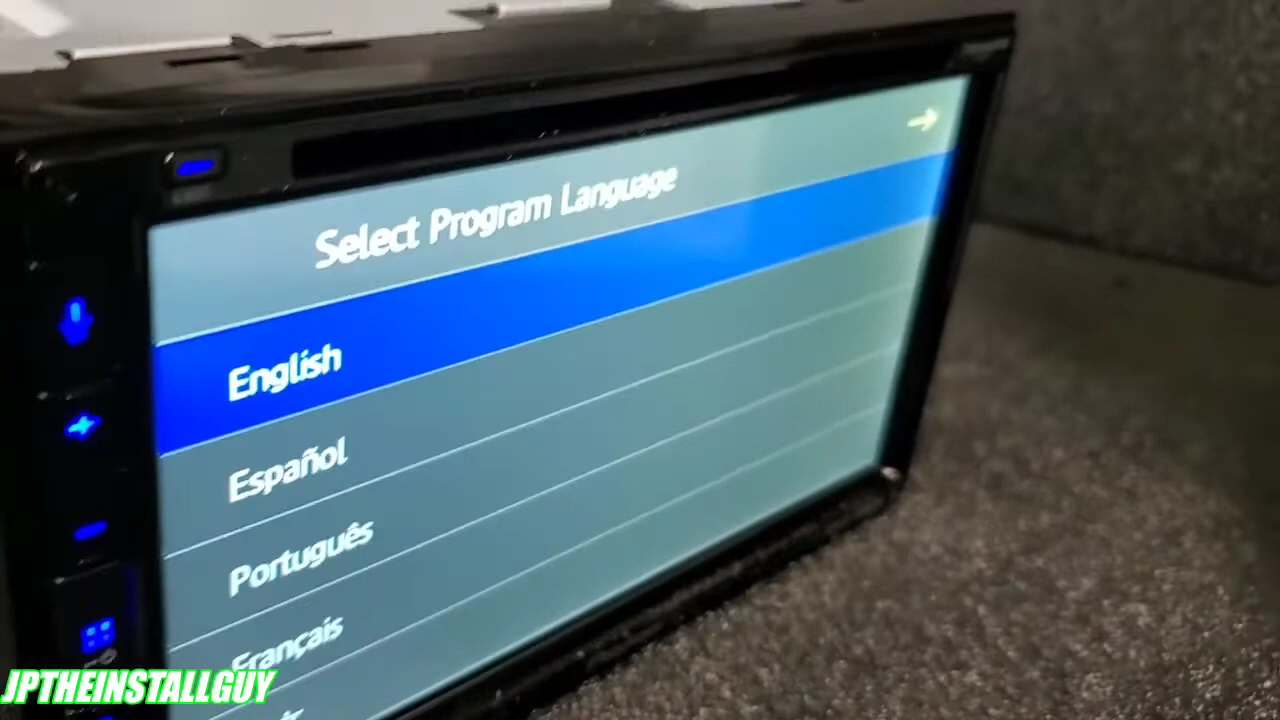 Select Program Language
English
Español
Português
Français
JPTHEINSTALLGUY